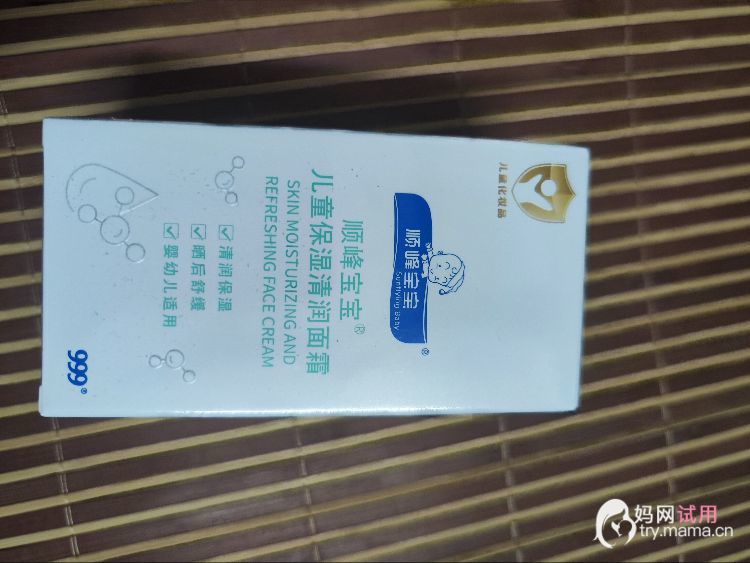 儿童化妆品
顺峰宝宝
Sunflying Baby
®
顺峰宝宝®
儿童保湿清润面霜
SKIN MOISTURIZING AND
REFRESHING FACE CREAM
清润保湿
晒后舒缓
婴幼儿适用
999®
妈网试用
try.mama.cn